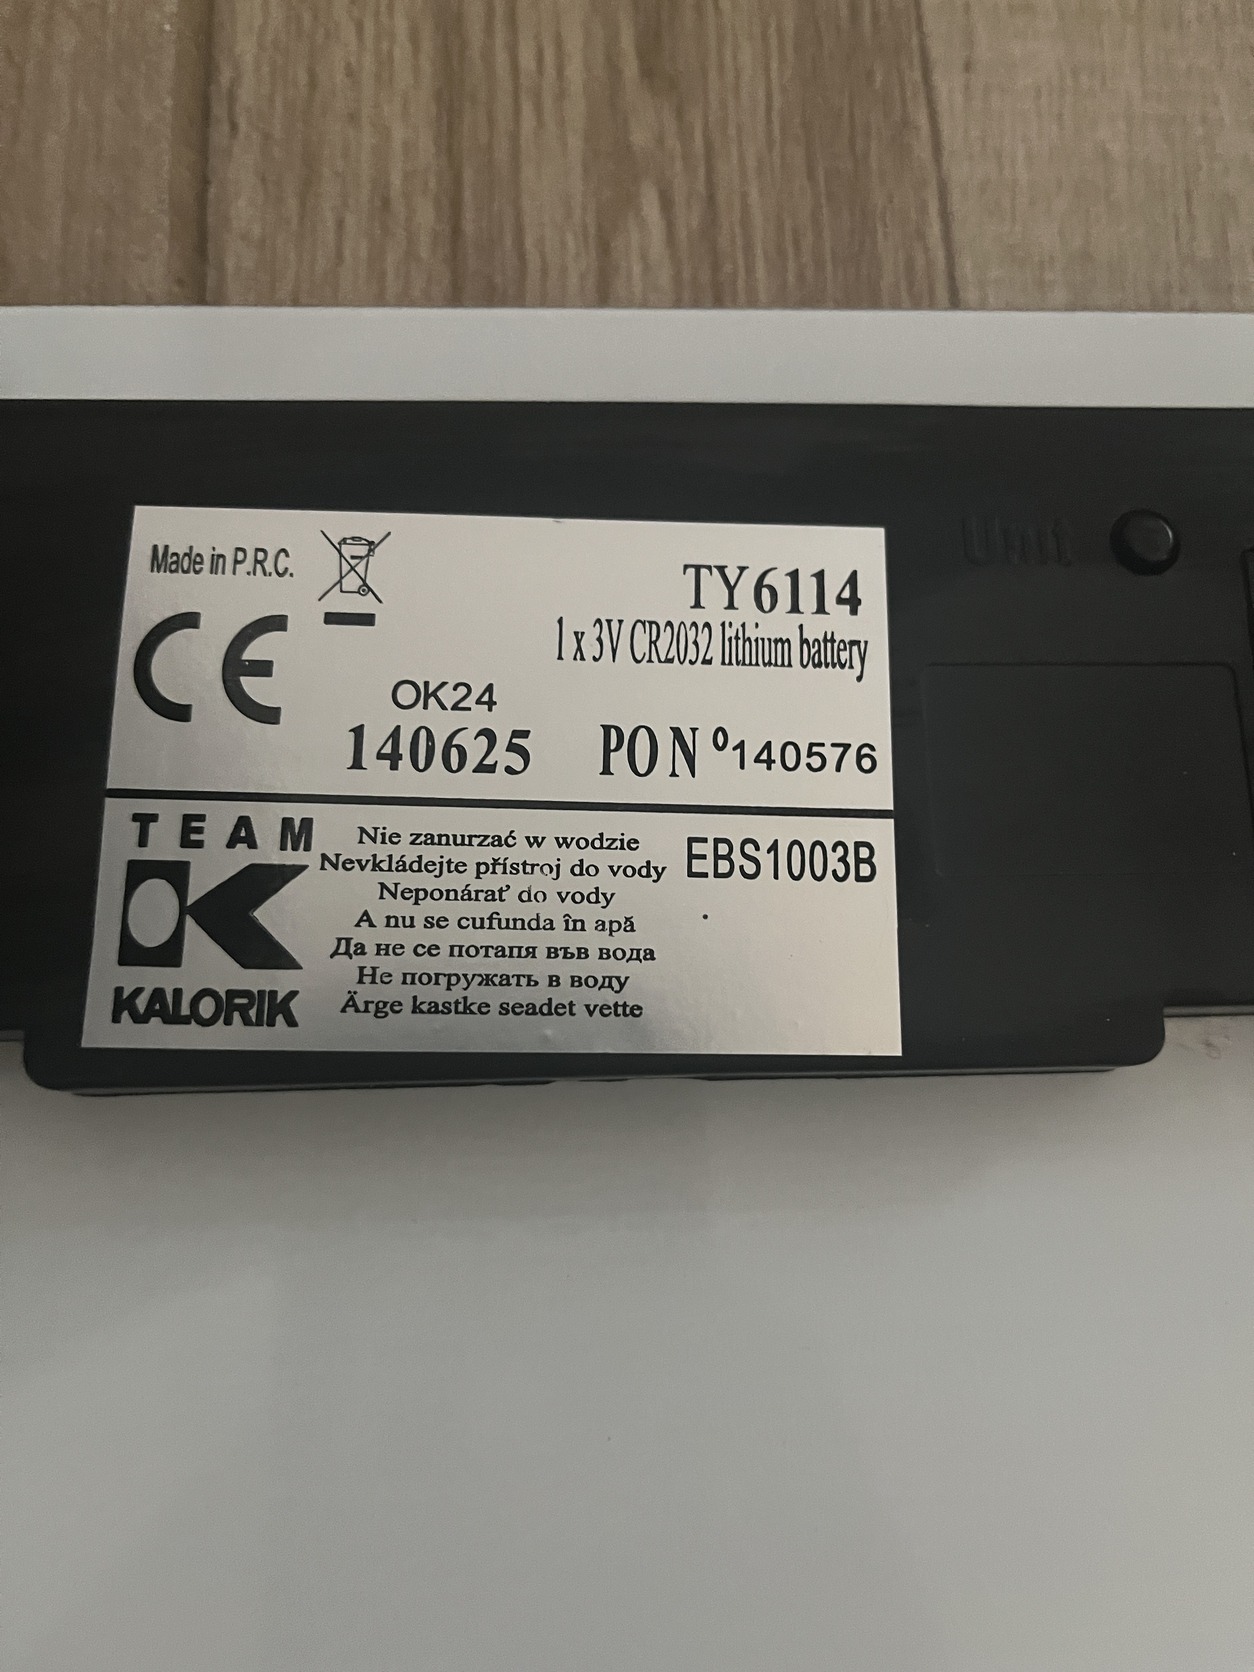 Made in P.R.C.
TY6114
1 x 3V CR2032 lithium battery
CE
OK24
140625 PO N º140576
TEAM
K
KALORIK
Nie zanurzać w wodzie
Nevkládejte přístroj do vody
Neponárať do vody
A nu se cufunda în apă
Да не се потапя във вода
Не погружать в воду
Ärge kastke seadet vette
EBS1003B
Unit